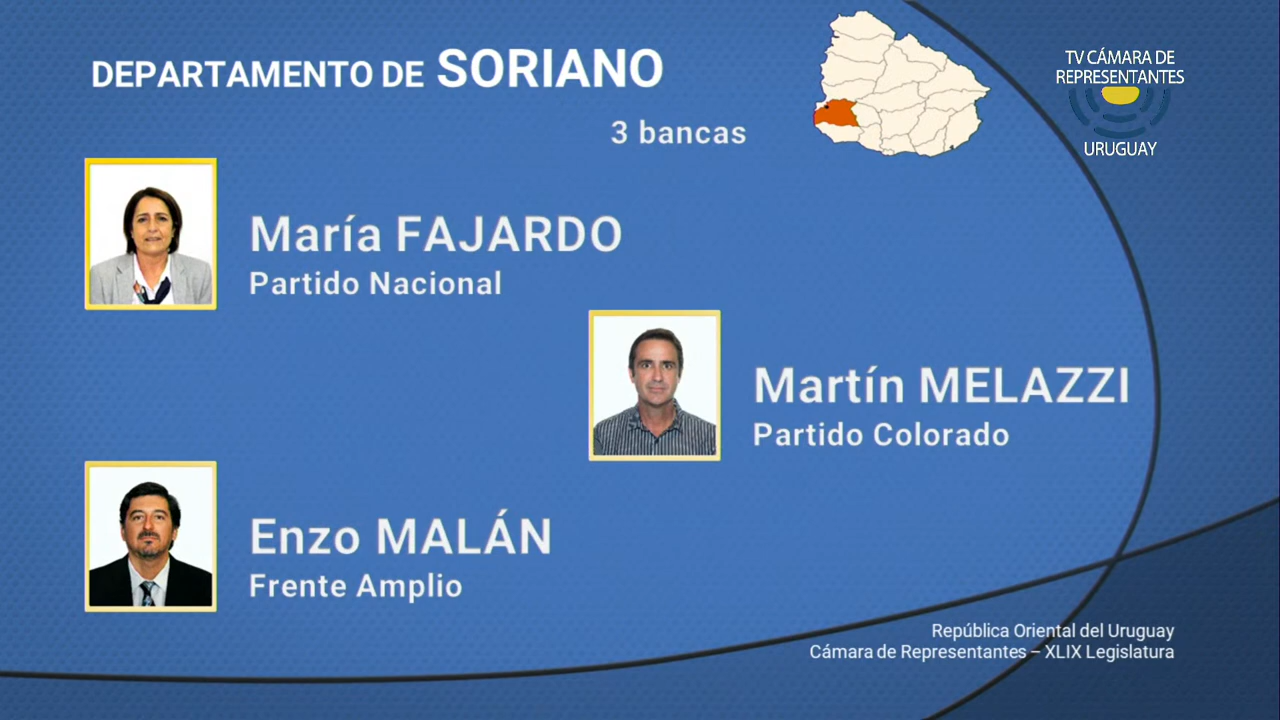 DEPARTAMENTO DE SORIANO
3 bancas
TV CÁMARA DE
REPRESENTANTES
URUGUAY
María FAJARDO
Partido Nacional
Martín MELAZZI
Partido Colorado
Enzo MALÁN
Frente Amplio
República Oriental del Uruguay
Cámara de Representantes – XLIX Legislatura